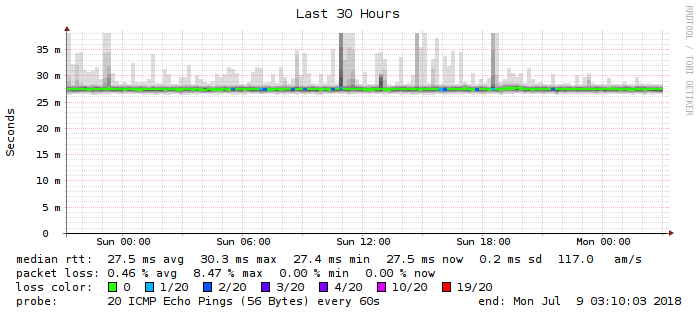 Last 30 Hours
RRDTOOL / TOBI OETIKER
Seconds
35 m
30 m
25 m
20 m
15 m
10 m
5 m
0
Sun 00:00 Sun 06:00 Sun 12:00 Sun 18:00 Mon 00:00
median rtt: 27.5 ms avg 30.3 ms max 27.4 ms min 27.5 ms now 0.2 ms sd 117.0 am/s
packet loss: 0.46 % avg 8.47 % max 0.00 % min 0.00 % now
loss color: 0 1/20 2/20 3/20 4/20 10/20 19/20
probe: 20 ICMP Echo Pings (56 Bytes) every 60s end: Mon Jul 9 03:10:03 2018